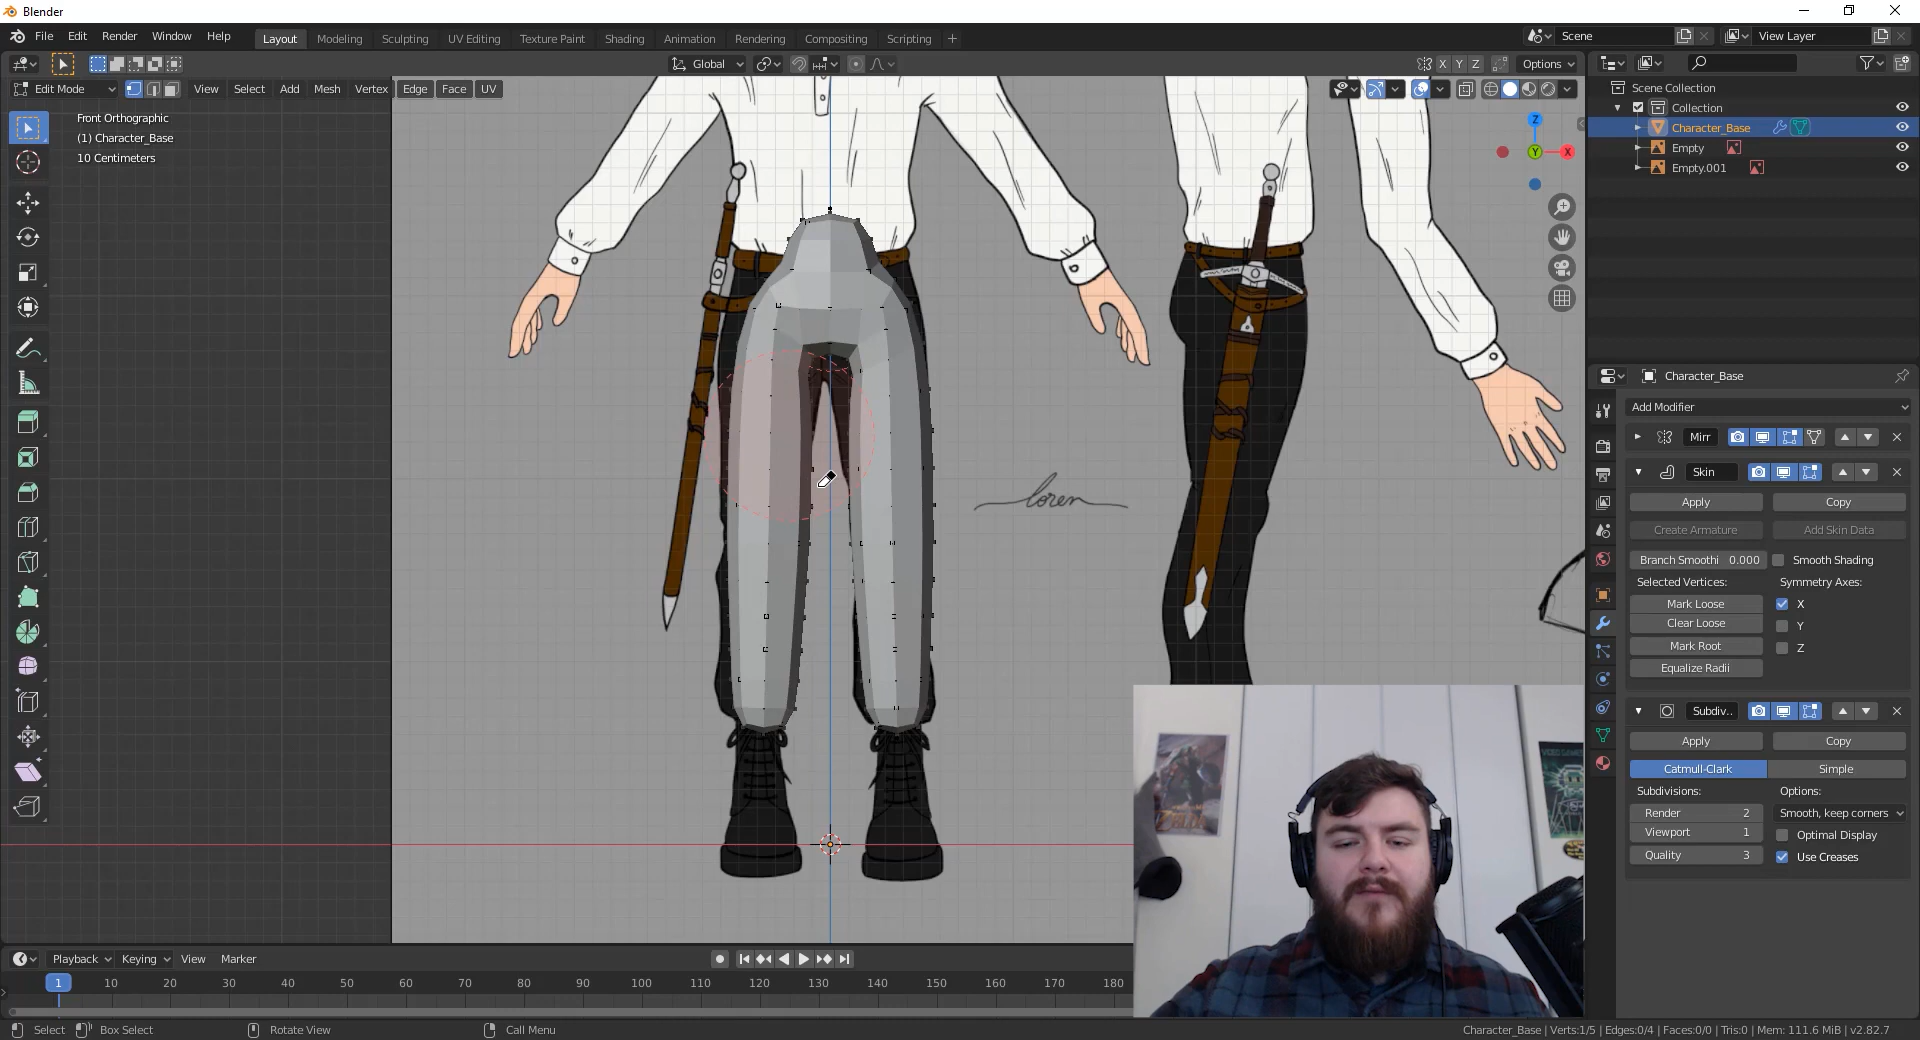 Blender
File Edit Render Window Help
Layout Modeling Sculpting UV Editing Texture Paint Shading Animation Rendering Compositing Scripting +
Scene
View Layer
Global
X Y Z
Options
Edit Mode
View Select Add Mesh Vertex Edge Face UV
Front Orthographic
(1) Character_Base
10 Centimeters
Z
Y
X
loren
Scene Collection
Collection
Character_Base
Empty
Empty.001
Character_Base
Add Modifier
Mirr
Skin
Apply Copy
Create Armature Add Skin Data
Branch Smoothi 0.000 Smooth Shading
Selected Vertices: Symmetry Axes:
Mark Loose X
Clear Loose Y
Mark Root Z
Equalize Radii
Subdiv..
Apply Copy
Catmull-Clark Simple
Subdivisions: Options:
Render 2 Smooth, keep corners
Viewport 1 Optimal Display
Quality 3 Use Creases
Playback Keying View Marker
1 10 20 30 40 50 60 70 80 90 100 110 120 130 140 150 160 170 180
Select Box Select Rotate View Call Menu
Character_Base | Verts:1/5 | Edges:0/4 | Faces:0/0 | Tris:0 | Mem: 111.6 MiB | v2.82.7